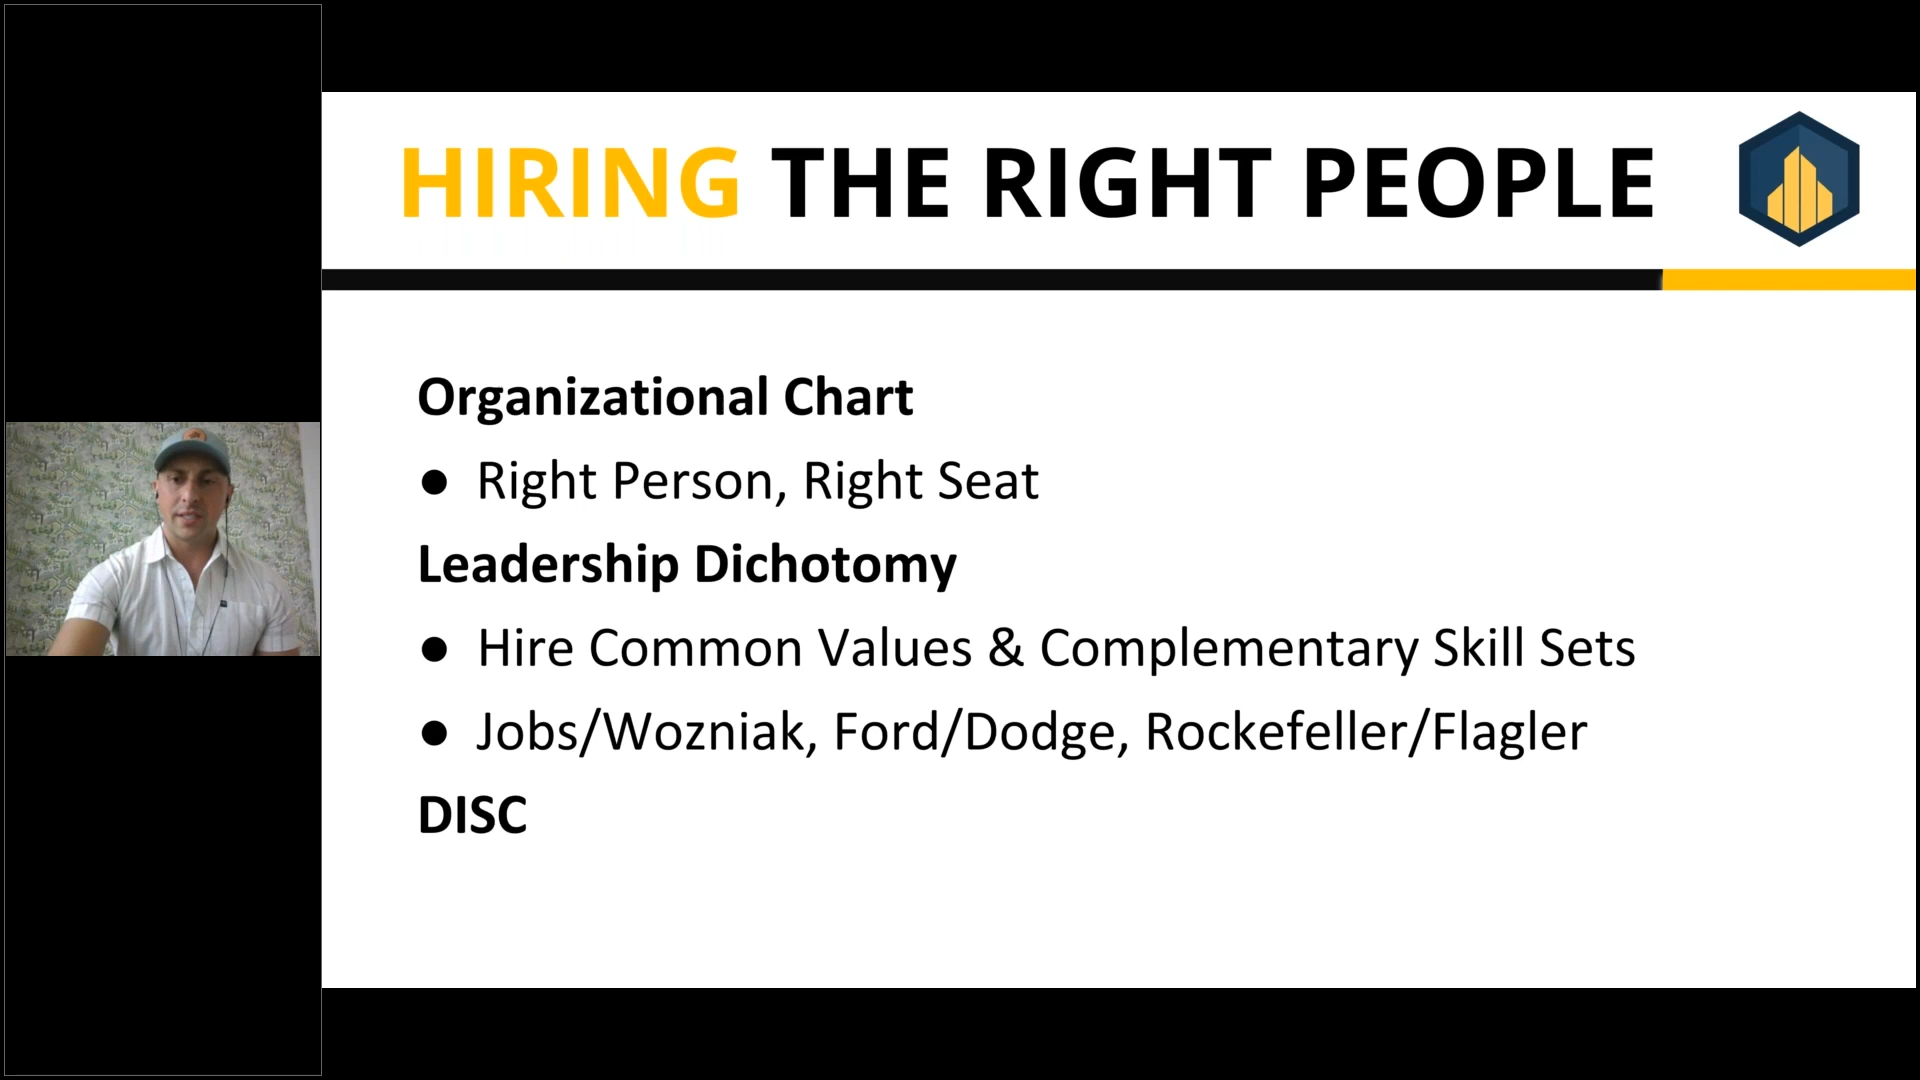 HIRING THE RIGHT PEOPLE
Organizational Chart
● Right Person, Right Seat
Leadership Dichotomy
● Hire Common Values & Complementary Skill Sets
● Jobs/Wozniak, Ford/Dodge, Rockefeller/Flagler
DISC